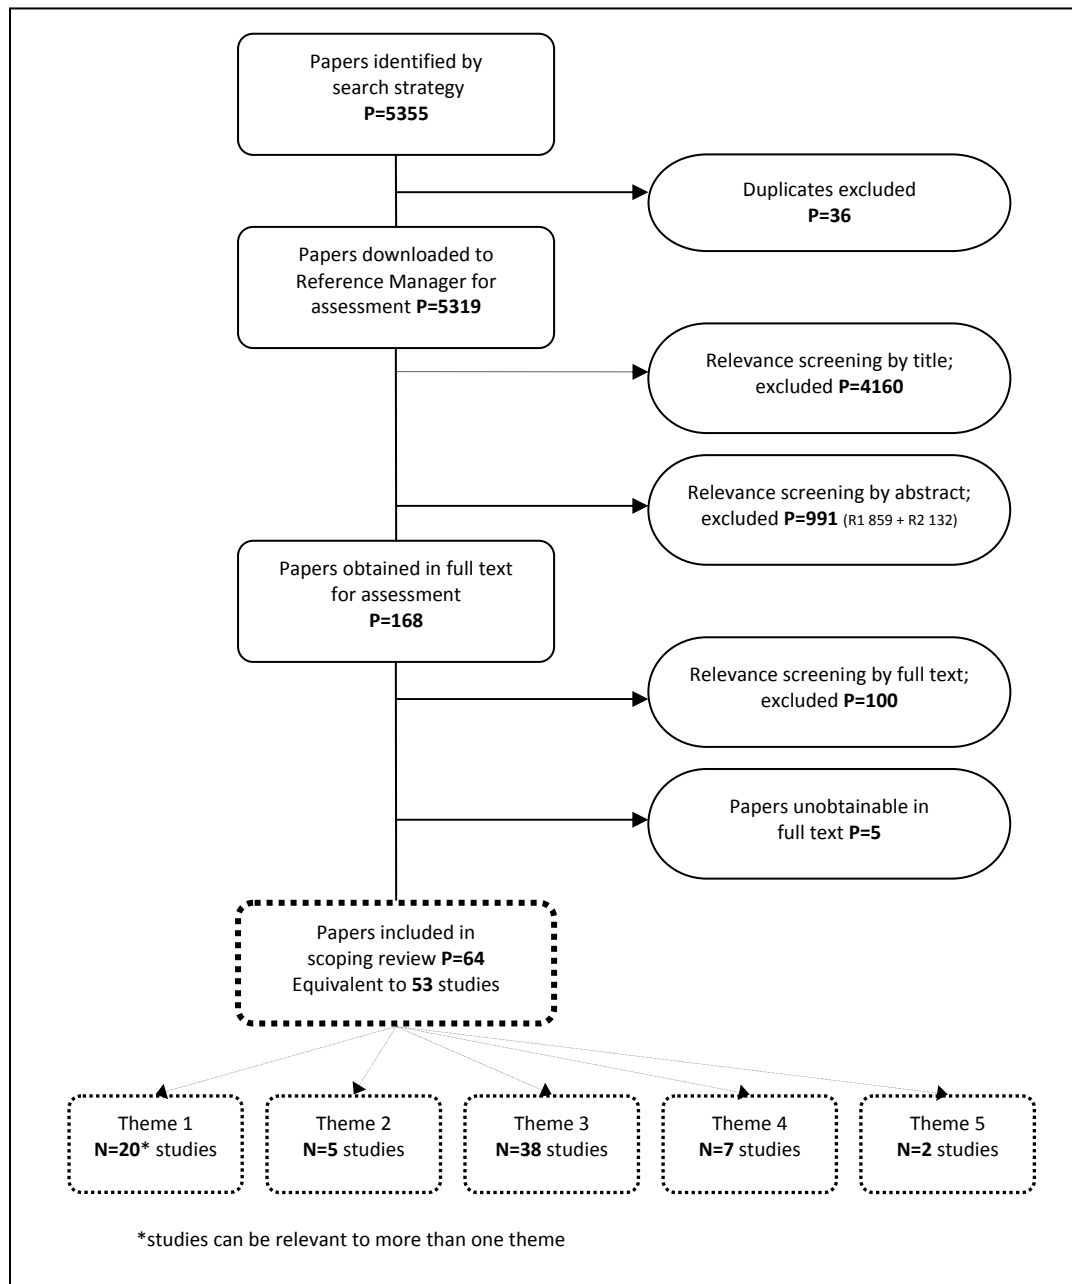 Papers identified by
search strategy
P=5355
Duplicates excluded
P=36
Papers downloaded to
Reference Manager for
assessment P=5319
Relevance screening by title;
excluded P=4160
Relevance screening by abstract;
excluded P=991 (R1 859 + R2 132)
Papers obtained in full text
for assessment
P=168
Relevance screening by full text;
excluded P=100
Papers unobtainable in
full text P=5
Papers included in
scoping review P=64
Equivalent to 53 studies
Theme 1
N=20* studies
Theme 2
N=5 studies
Theme 3
N=38 studies
Theme 4
N=7 studies
Theme 5
N=2 studies
*studies can be relevant to more than one theme